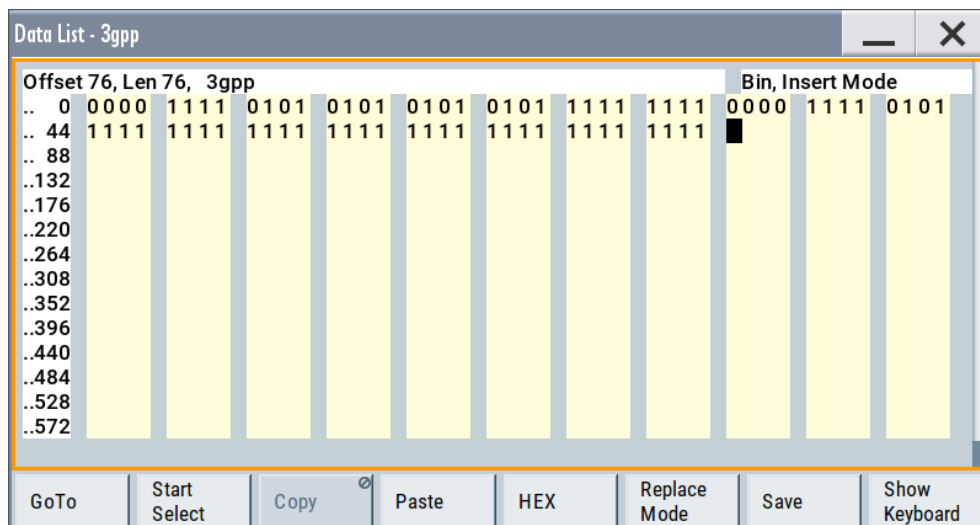 Data List - 3gpp
Offset 76, Len 76, 3gpp Bin, Insert Mode
.. 0 0000 1111 0101 0101 0101 0101 1111 1111 0000 1111 0101
.. 44 1111 1111 1111 1111 1111 1111 1111 1111
.. 88
..132
..176
..220
..264
..308
..352
..396
..440
..484
..528
..572
GoTo Start Select Copy Paste HEX Replace Mode Save Show Keyboard